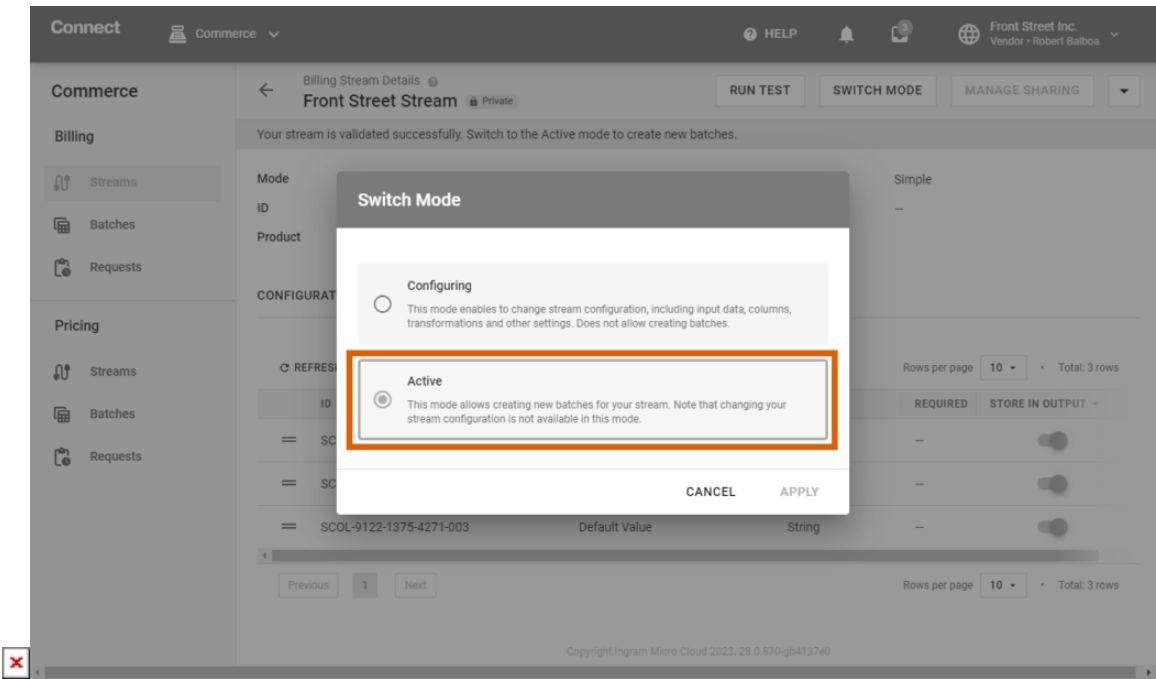 Connect
Commerce
HELP
3
Front Street Inc.
Vendor • Robert Balboa
Commerce
Billing Stream Details
Front Street Stream
Private
RUN TEST
SWITCH MODE
MANAGE SHARING
Billing
Your stream is validated successfully. Switch to the Active mode to create new batches.
Streams
Mode
Simple
Switch Mode
ID
–
Batches
Product
Requests
Configuring
This mode enables to change stream configuration, including input data, columns,
transformations and other settings. Does not allow creating batches.
CONFIGURAT
Pricing
Streams
REFRES
Rows per page 10 • Total: 3 rows
Active
This mode allows creating new batches for your stream. Note that changing your
stream configuration is not available in this mode.
ID
REQUIRED
STORE IN OUTPUT
Batches
SC
–
Requests
SC
–
CANCEL
APPLY
SCOL-9122-1375-4271-003
Default Value
String
–
Previous
1
Next
Rows per page 10 • Total: 3 rows
Copyright Ingram Micro Cloud 2023. 28.0.870-gb4137e0